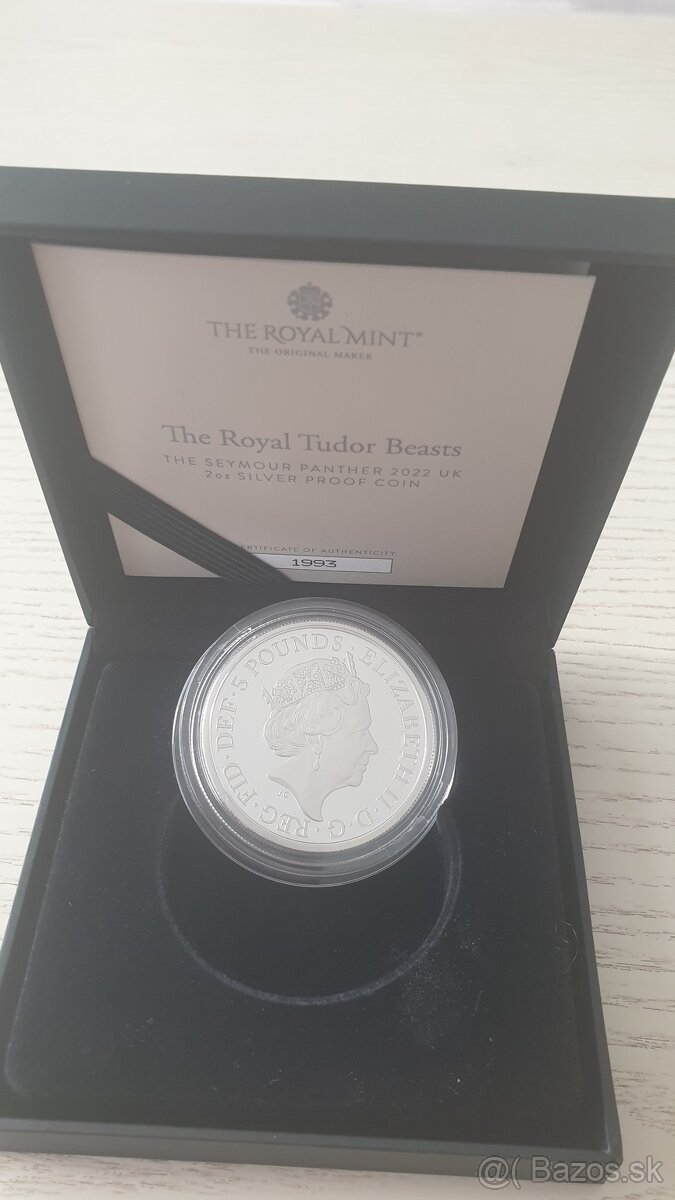 THE ROYAL MINT®
THE ORIGINAL MAKER
The Royal Tudor Beasts
THE SEYMOUR PANTHER 2022 UK
2oz SILVER PROOF COIN
ERTIFICATE OF AUTHENTICITY
1993
ELIZABETH II · D · G · REG · FID · DEF · 5 POUNDS ·
JC
@( Bazos.sk